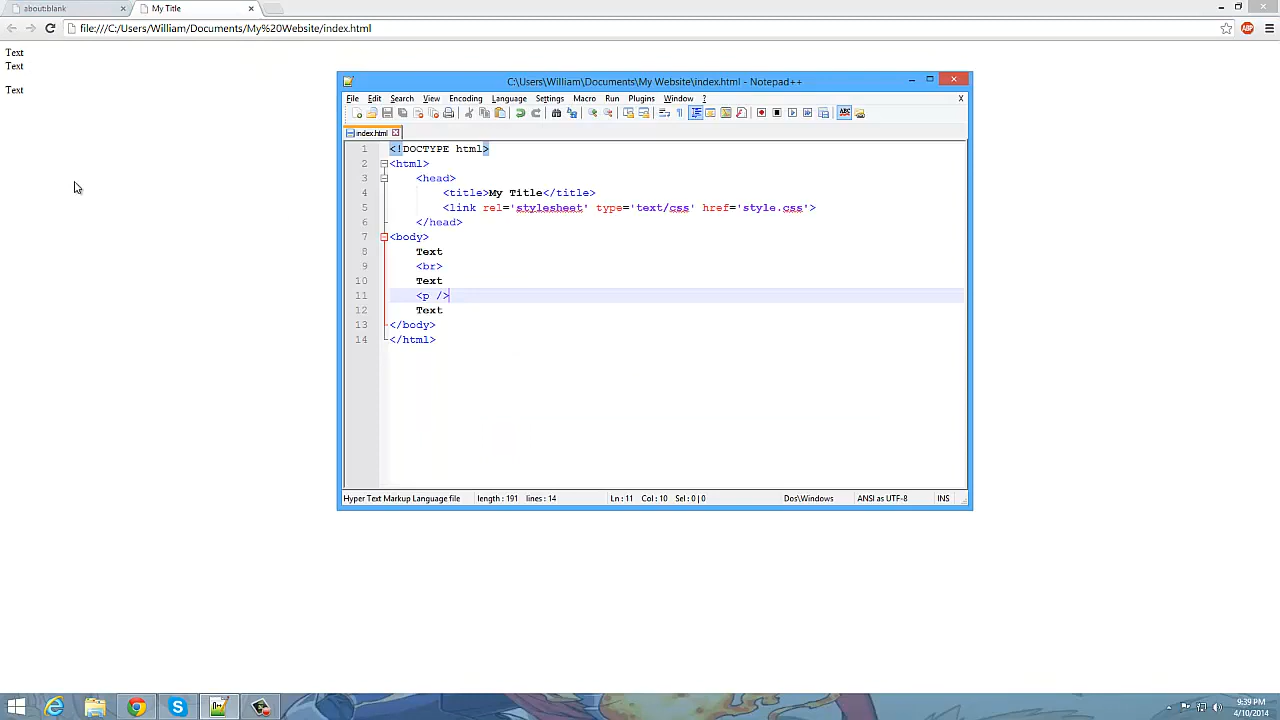 about:blank
My Title
file:///C:/Users/William/Documents/My%20Website/index.html
ABP
Text
Text
Text
C:\Users\William\Documents\My Website\index.html - Notepad++
File Edit Search View Encoding Language Settings Macro Run Plugins Window ? X
index.html
1 <!DOCTYPE html>
2 <html>
3 <head>
4 <title>My Title</title>
5 <link rel='stylesheet' type='text/css' href='style.css'>
6 </head>
7 <body>
8 Text
9 <br>
10 Text
11 <p />
12 Text
13 </body>
14 </html>
Hyper Text Markup Language file length : 191 lines : 14 Ln : 11 Col : 10 Sel : 0 | 0 Dos\Windows ANSI as UTF-8 INS
9:39 PM
4/10/2014